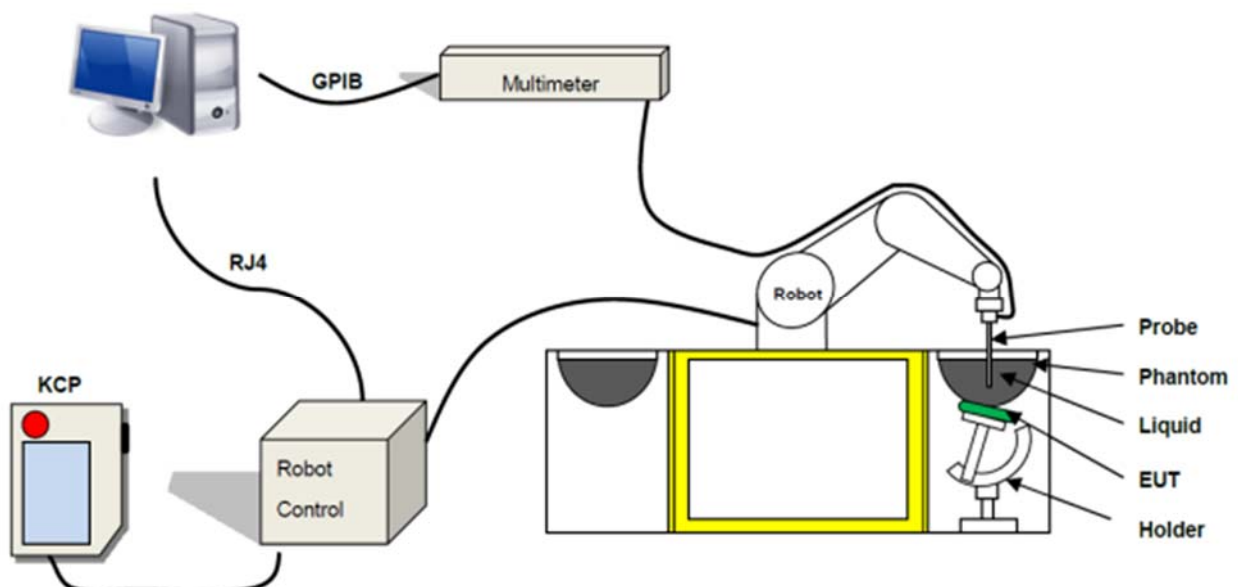 GPIB
Multimeter
RJ4
Robot
Probe
Phantom
KCP
Liquid
Robot
Control
EUT
Holder